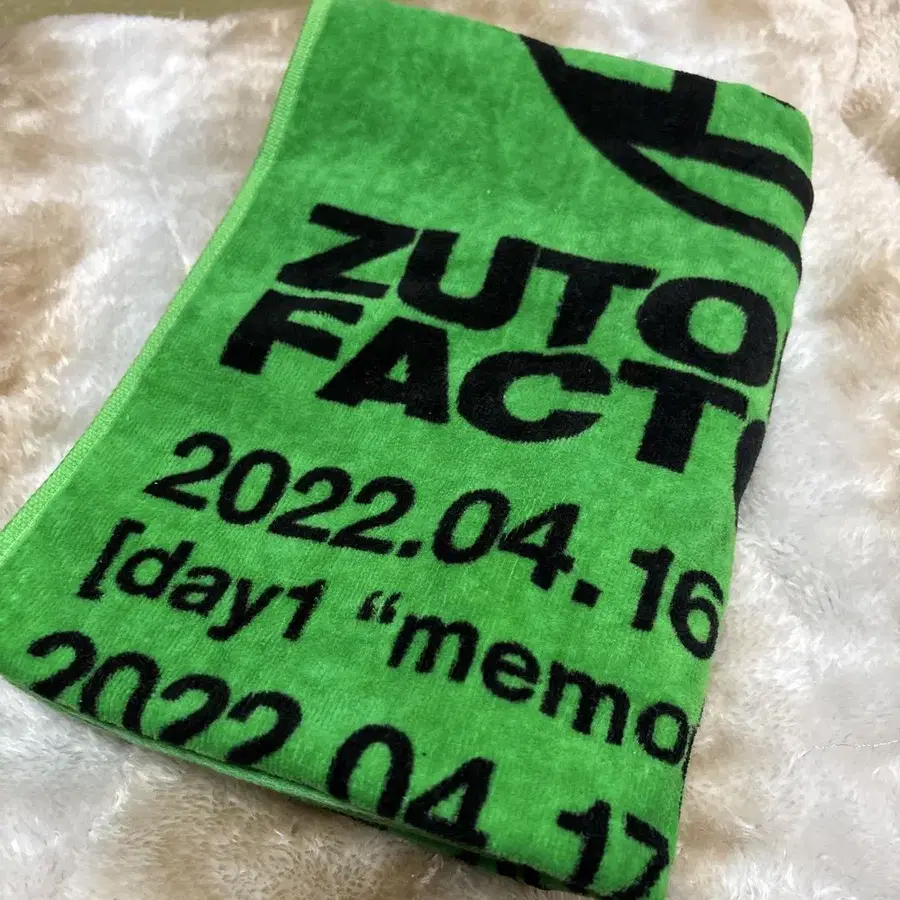 ZUTO
FACT
2022.04.16
[day1 “memo
2022.04.17